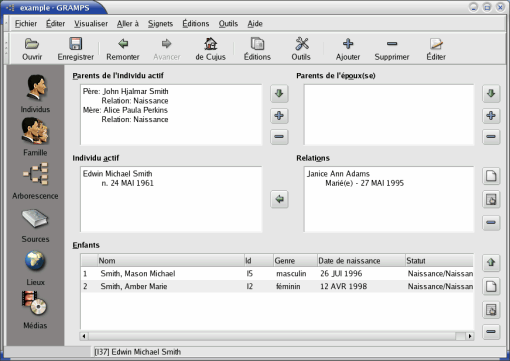 example - GRAMPS
Fichier Éditer Visualiser Aller à Signets Éditions Outils Aide
Ouvrir Enregistrer Remonter Avancer de Cujus Éditions Outils Ajouter Supprimer Éditer
Individus
Famille
Arborescence
Sources
Lieux
Médias
Parents de l'individu actif
Père: John Hjalmar Smith
Relation: Naissance
Mère: Alice Paula Perkins
Relation: Naissance
Parents de l'époux(se)
Individu actif
Edwin Michael Smith
n. 24 MAI 1961
Relations
Janice Ann Adams
Marié(e) - 27 MAI 1995
Enfants
Nom Id Genre Date de naissance Statut
1 Smith, Mason Michael I5 masculin 26 JUI 1996 Naissance/Naissan
2 Smith, Amber Marie I2 féminin 12 AVR 1998 Naissance/Naissan
[I37] Edwin Michael Smith